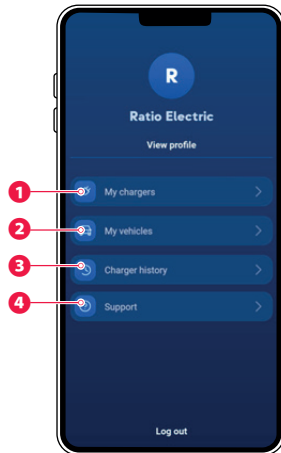 R
Ratio Electric
View profile
1 My chargers
2 My vehicles
3 Charger history
4 Support
Log out